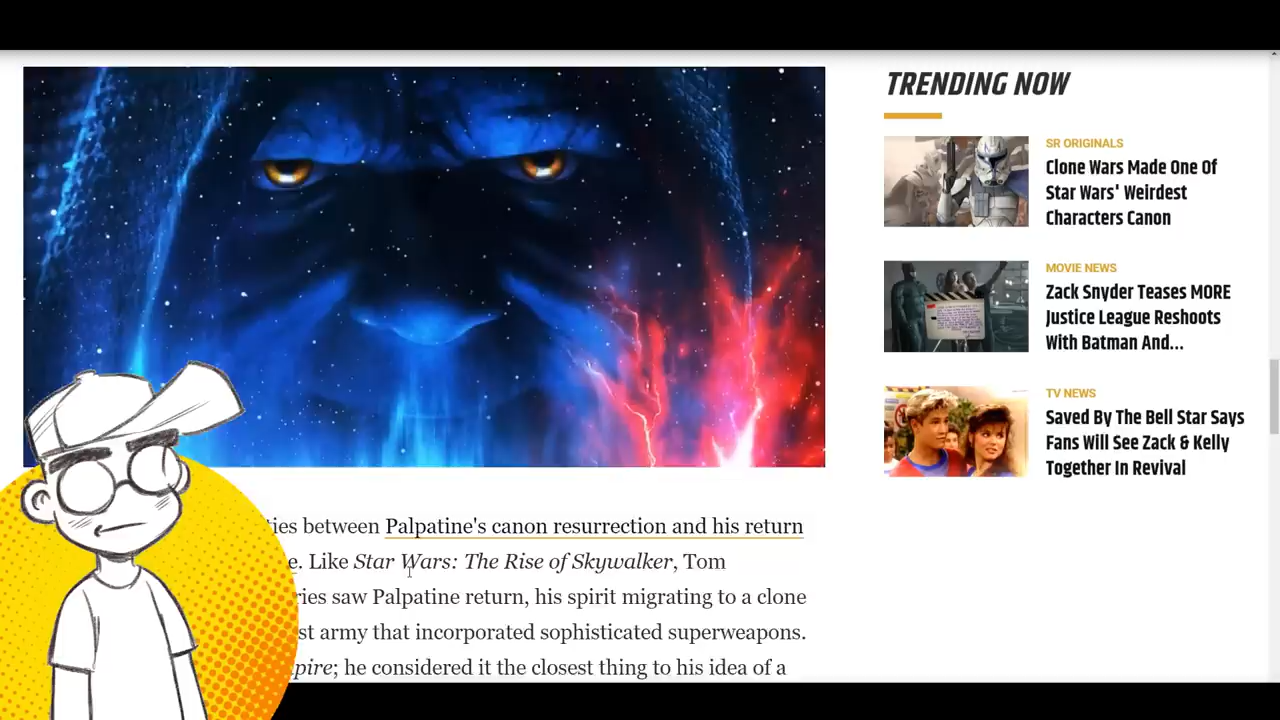 TRENDING NOW
SR ORIGINALS
Clone Wars Made One Of
Star Wars' Weirdest
Characters Canon
MOVIE NEWS
Zack Snyder Teases MORE
Justice League Reshoots
With Batman And...
TV NEWS
Saved By The Bell Star Says
Fans Will See Zack & Kelly
Together In Revival
ties between Palpatine's canon resurrection and his return
e. Like Star Wars: The Rise of Skywalker, Tom
ries saw Palpatine return, his spirit migrating to a clone
st army that incorporated sophisticated superweapons.
pire; he considered it the closest thing to his idea of a